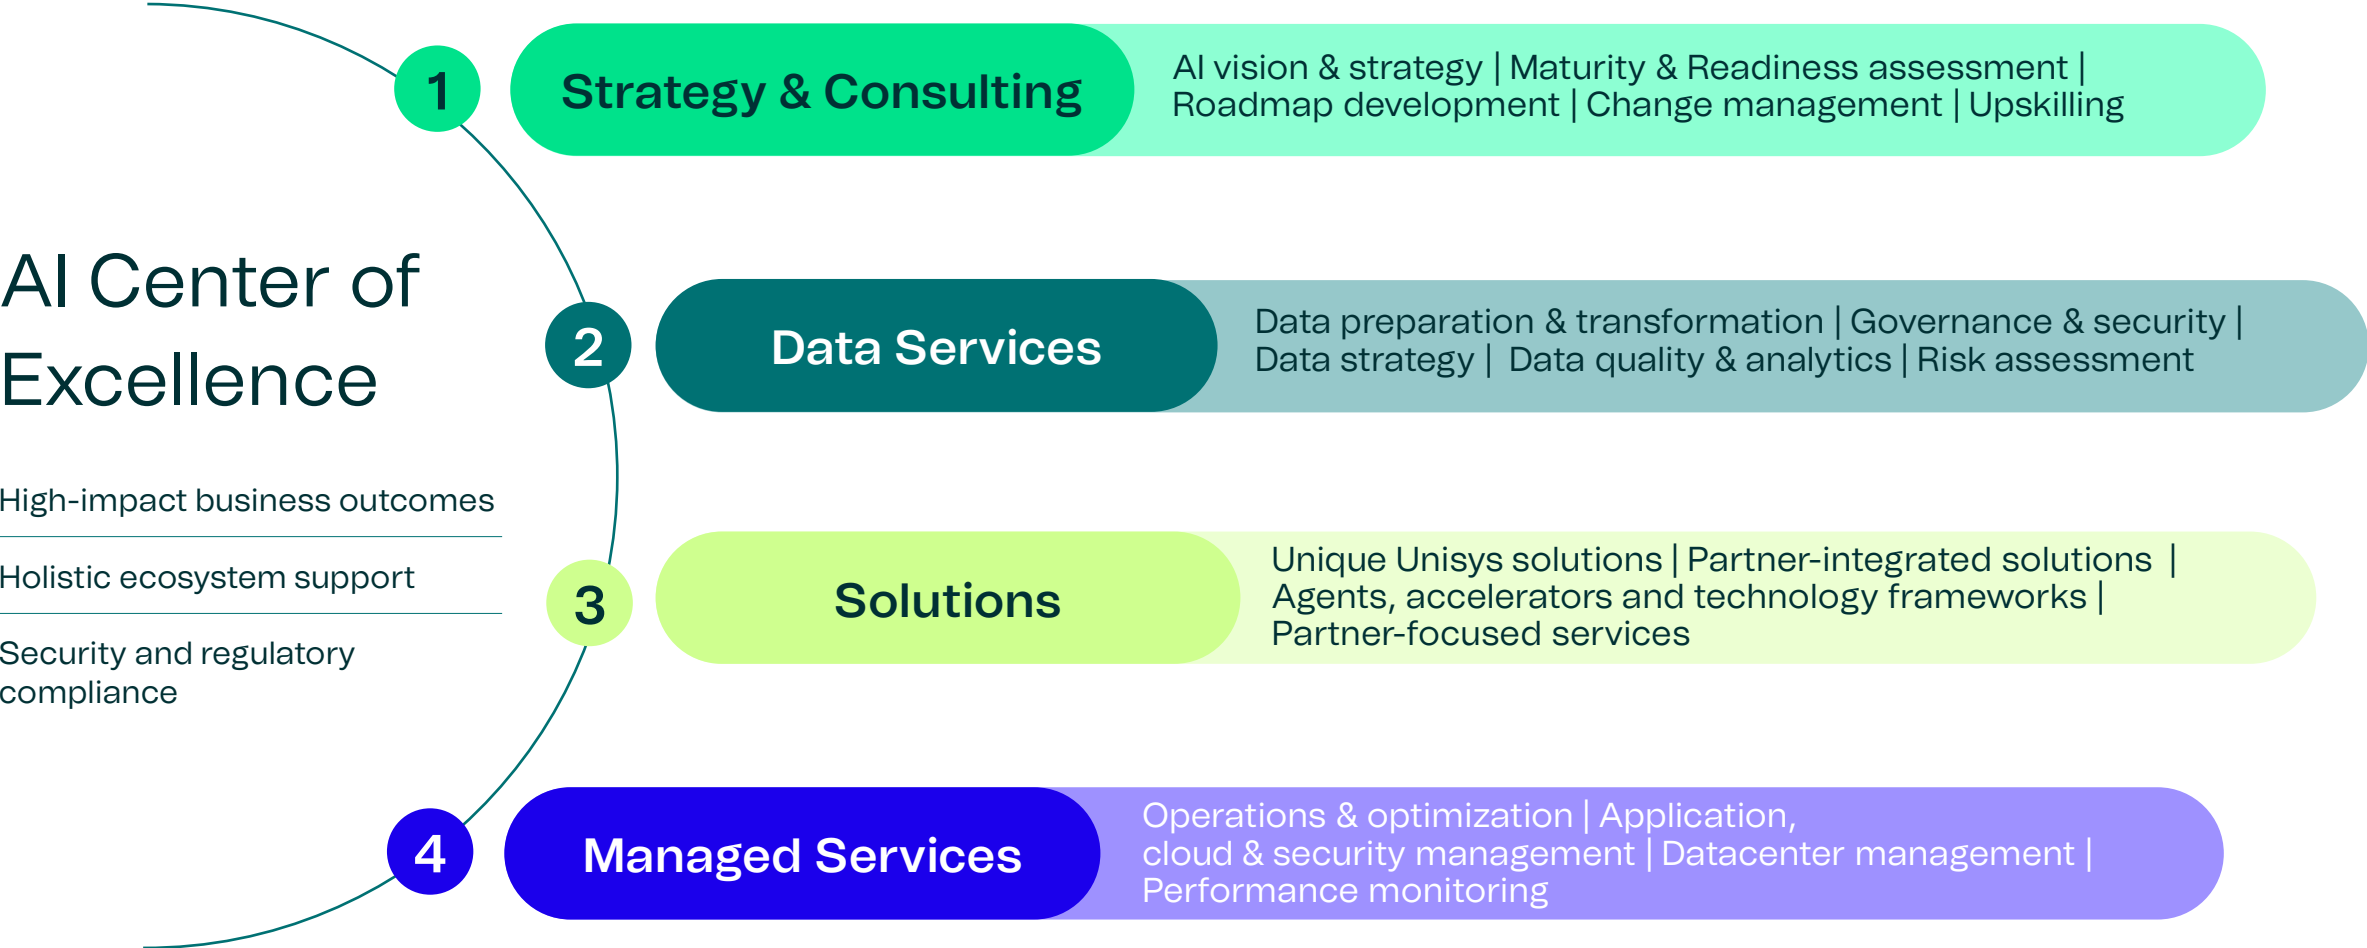 AI Center of
Excellence
High-impact business outcomes
Holistic ecosystem support
Security and regulatory
compliance
1
Strategy & Consulting
AI vision & strategy | Maturity & Readiness assessment |
Roadmap development | Change management | Upskilling
2
Data Services
Data preparation & transformation | Governance & security |
Data strategy | Data quality & analytics | Risk assessment
3
Solutions
Unique Unisys solutions | Partner-integrated solutions |
Agents, accelerators and technology frameworks |
Partner-focused services
4
Managed Services
Operations & optimization | Application,
cloud & security management | Datacenter management |
Performance monitoring